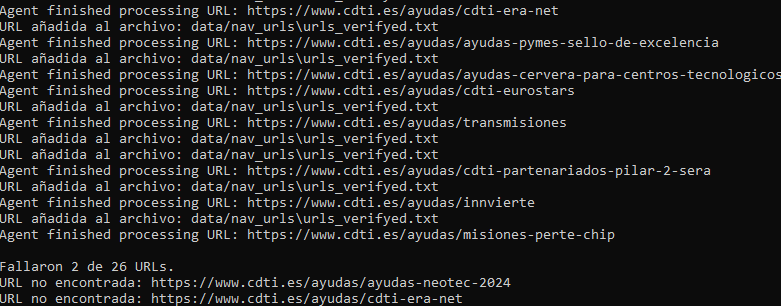 Agent finished processing URL: https://www.cdti.es/ayudas/cdti-era-net
URL añadida al archivo: data/nav_urls\urls_verifyed.txt
Agent finished processing URL: https://www.cdti.es/ayudas/ayudas-pymes-sello-de-excelencia
URL añadida al archivo: data/nav_urls\urls_verifyed.txt
Agent finished processing URL: https://www.cdti.es/ayudas/ayudas-cervera-para-centros-tecnologicos
Agent finished processing URL: https://www.cdti.es/ayudas/cdti-eurostars
URL añadida al archivo: data/nav_urls\urls_verifyed.txt
Agent finished processing URL: https://www.cdti.es/ayudas/transmisiones
URL añadida al archivo: data/nav_urls\urls_verifyed.txt
URL añadida al archivo: data/nav_urls\urls_verifyed.txt
Agent finished processing URL: https://www.cdti.es/ayudas/cdti-partenariados-pilar-2-sera
URL añadida al archivo: data/nav_urls\urls_verifyed.txt
Agent finished processing URL: https://www.cdti.es/ayudas/innvierte
URL añadida al archivo: data/nav_urls\urls_verifyed.txt
Agent finished processing URL: https://www.cdti.es/ayudas/misiones-perte-chip
Fallaron 2 de 26 URLs.
URL no encontrada: https://www.cdti.es/ayudas/ayudas-neotec-2024
URL no encontrada: https://www.cdti.es/ayudas/cdti-era-net